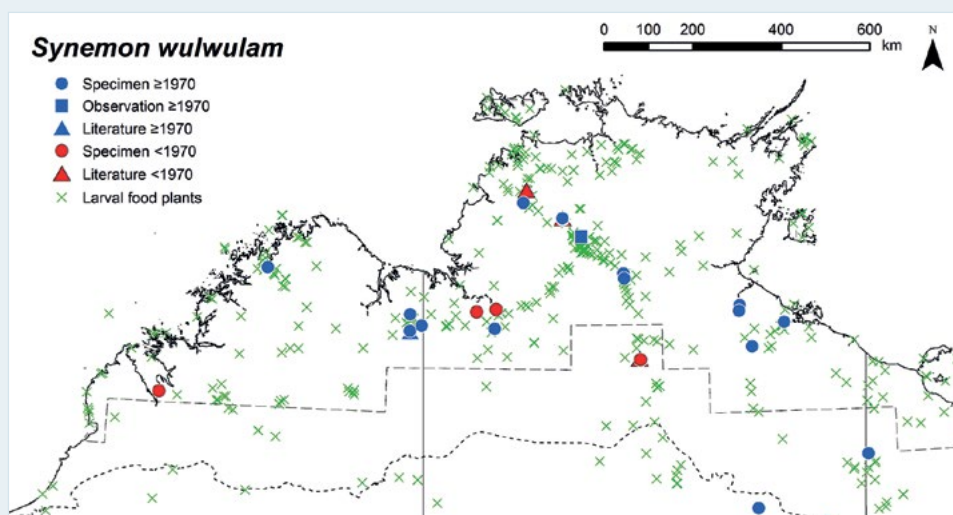 Synemon wulwulam
Specimen ≥1970
Observation ≥1970
Literature ≥1970
Specimen <1970
Literature <1970
Larval food plants
0 100 200 400 600
km
N